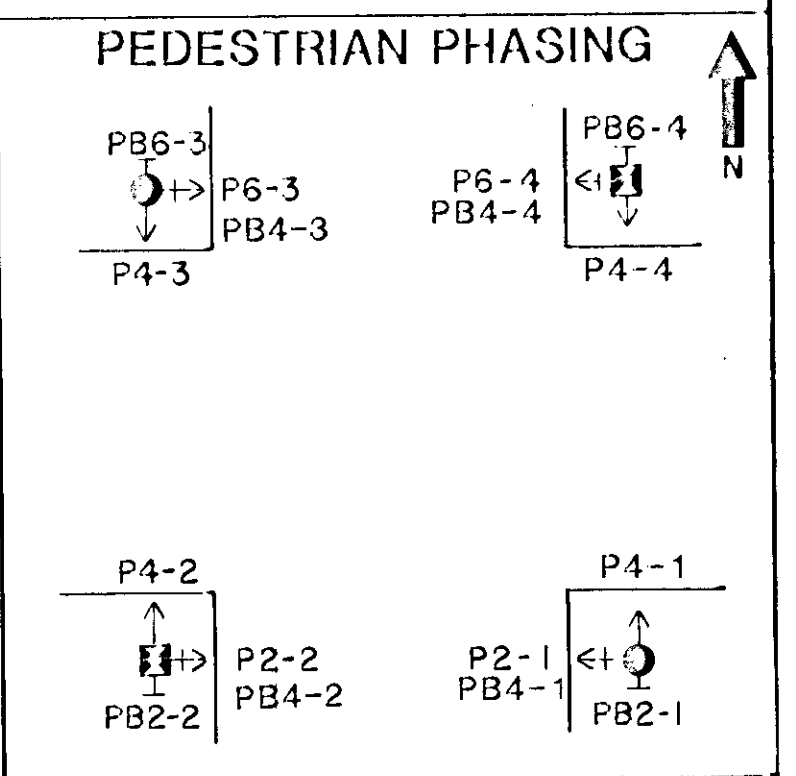 PEDESTRIAN PHASING
N
PB6-3
P6-3
PB4-3
P4-3
PB6-4
P6-4
PB4-4
P4-4
P4-2
P2-2
PB4-2
PB2-2
P4-1
P2-1
PB4-1
PB2-1